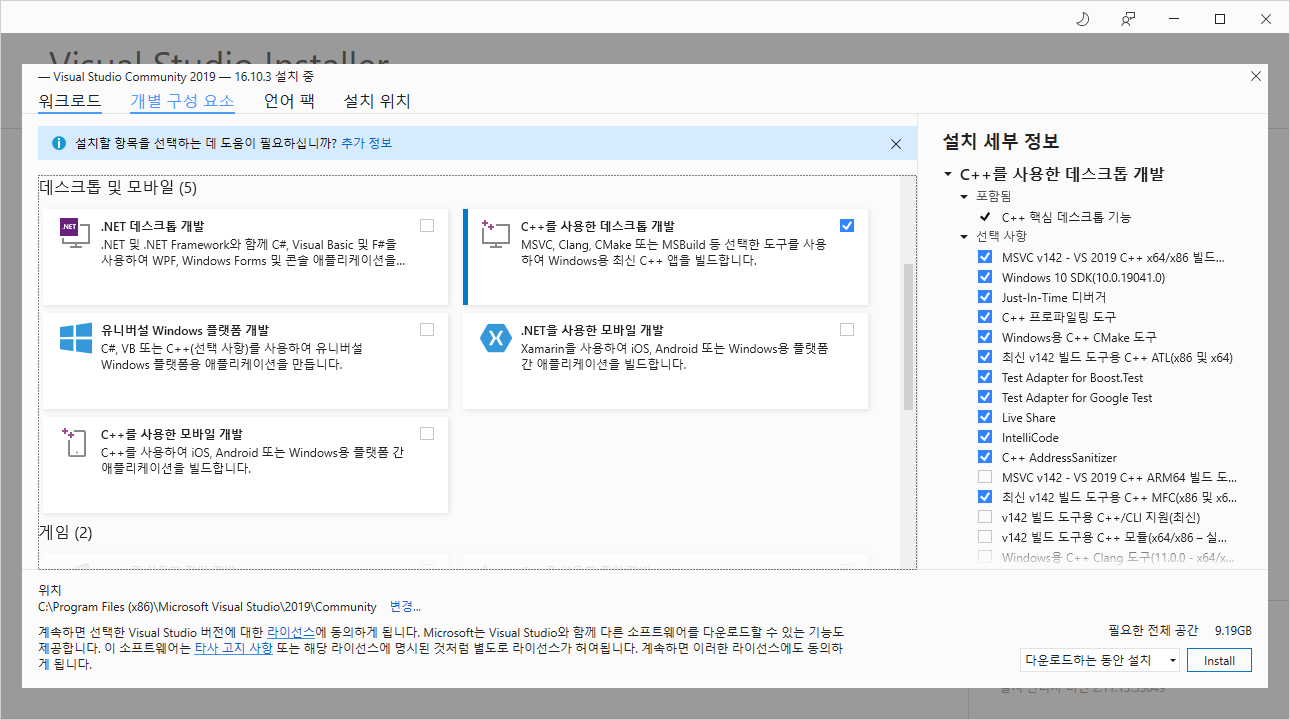 Visual Studio Installer
— Visual Studio Community 2019 — 16.10.3 설치 중
워크로드 개별 구성 요소 언어 팩 설치 위치
설치할 항목을 선택하는 데 도움이 필요하십니까? 추가 정보
데스크톱 및 모바일 (5)
.NET
.NET 데스크톱 개발
.NET 및 .NET Framework와 함께 C#, Visual Basic 및 F#을
사용하여 WPF, Windows Forms 및 콘솔 애플리케이션을...
C++를 사용한 데스크톱 개발
MSVC, Clang, CMake 또는 MSBuild 등 선택한 도구를 사용
하여 Windows용 최신 C++ 앱을 빌드합니다.
유니버설 Windows 플랫폼 개발
C#, VB 또는 C++(선택 사항)를 사용하여 유니버설
Windows 플랫폼용 애플리케이션을 만듭니다.
.NET을 사용한 모바일 개발
Xamarin을 사용하여 iOS, Android 또는 Windows용 플랫폼
간 애플리케이션을 빌드합니다.
C++를 사용한 모바일 개발
C++를 사용하여 iOS, Android 또는 Windows용 플랫폼 간
애플리케이션을 빌드합니다.
게임 (2)
설치 세부 정보
C++를 사용한 데스크톱 개발
포함됨
C++ 핵심 데스크톱 기능
선택 사항
MSVC v142 - VS 2019 C++ x64/x86 빌드...
Windows 10 SDK(10.0.19041.0)
Just-In-Time 디버거
C++ 프로파일링 도구
Windows용 C++ CMake 도구
최신 v142 빌드 도구용 C++ ATL(x86 및 x64)
Test Adapter for Boost.Test
Test Adapter for Google Test
Live Share
IntelliCode
C++ AddressSanitizer
MSVC v142 - VS 2019 C++ ARM64 빌드 도...
최신 v142 빌드 도구용 C++ MFC(x86 및 x6...
v142 빌드 도구용 C++/CLI 지원(최신)
v142 빌드 도구용 C++ 모듈(x64/x86 – 실...
Windows용 C++ Clang 도구(11.0.0 - x64/x...
위치
C:\Program Files (x86)\Microsoft Visual Studio\2019\Community 변경...
계속하면 선택한 Visual Studio 버전에 대한 라이선스에 동의하게 됩니다. Microsoft는 Visual Studio와 함께 다른 소프트웨어를 다운로드할 수 있는 기능도
제공합니다. 이 소프트웨어는 타사 고지 사항 또는 해당 라이선스에 명시된 것처럼 별도로 라이선스가 허여됩니다. 계속하면 이러한 라이선스에도 동의하
게 됩니다.
필요한 전체 공간 9.19GB
다운로드하는 동안 설치 Install